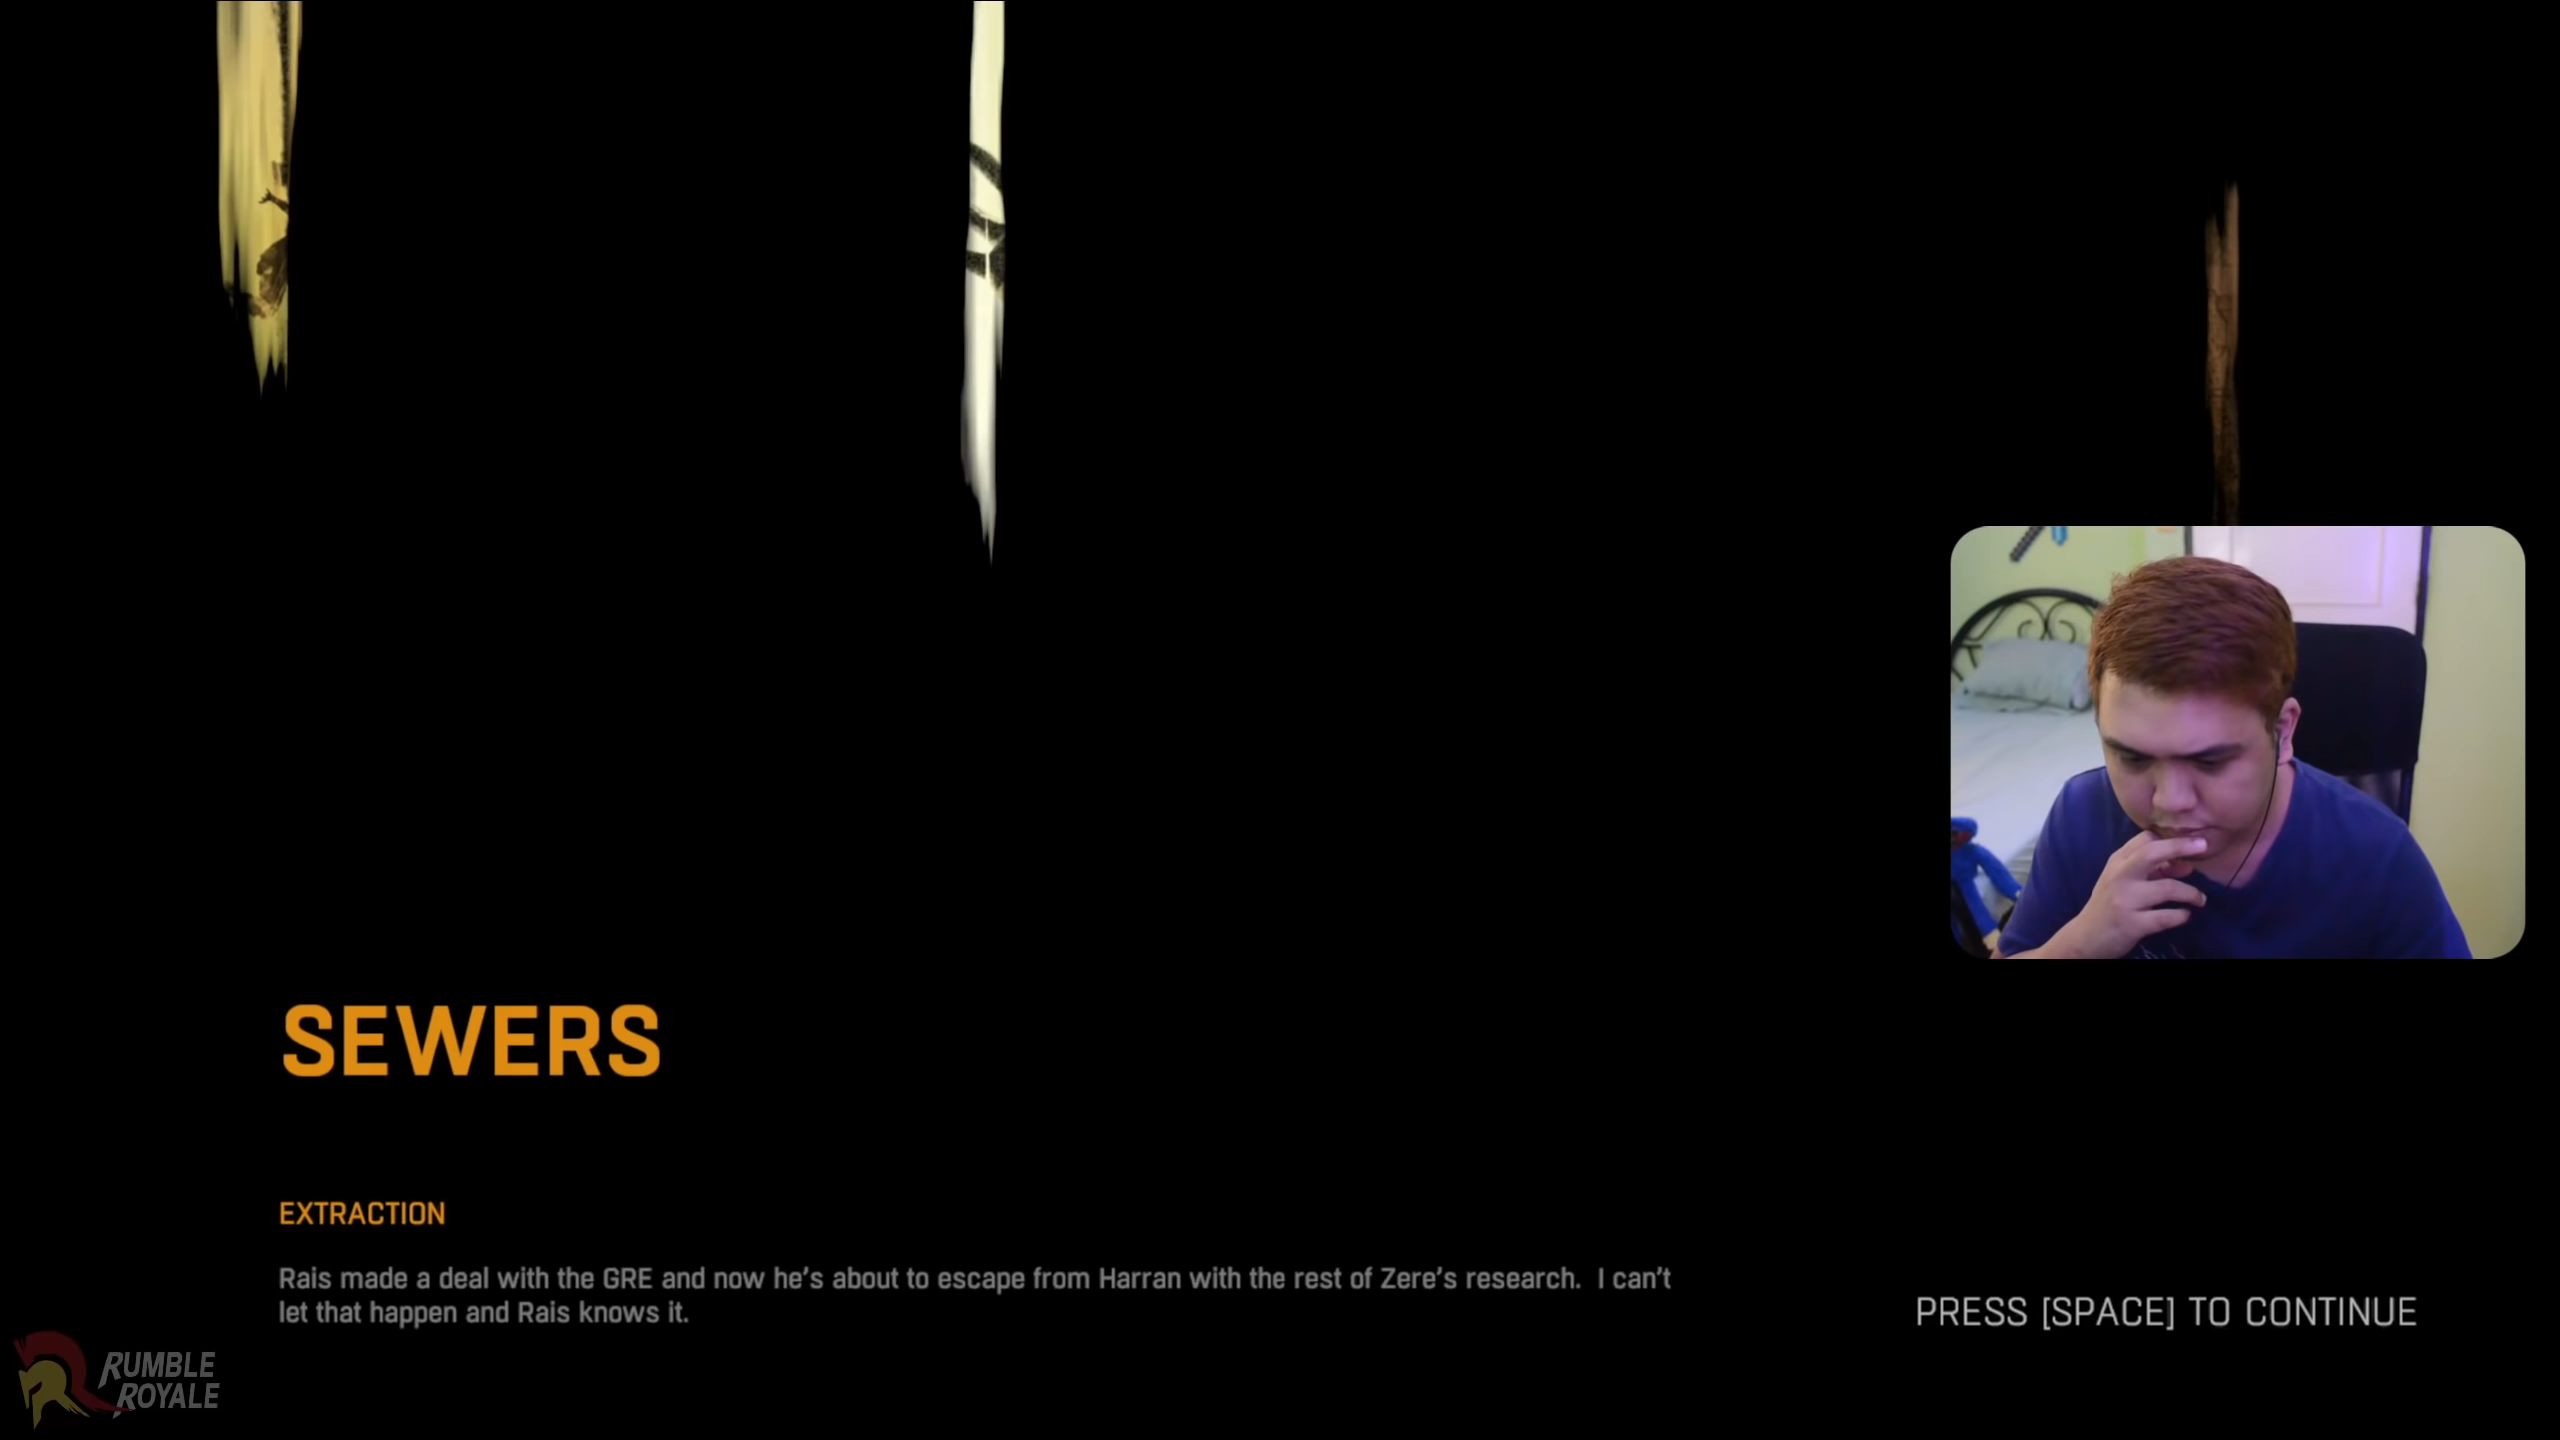 SEWERS
EXTRACTION
Rais made a deal with the GRE and now he's about to escape from Harran with the rest of Zere's research.  I can't
let that happen and Rais knows it.
PRESS [SPACE] TO CONTINUE
RUMBLE
ROYALE